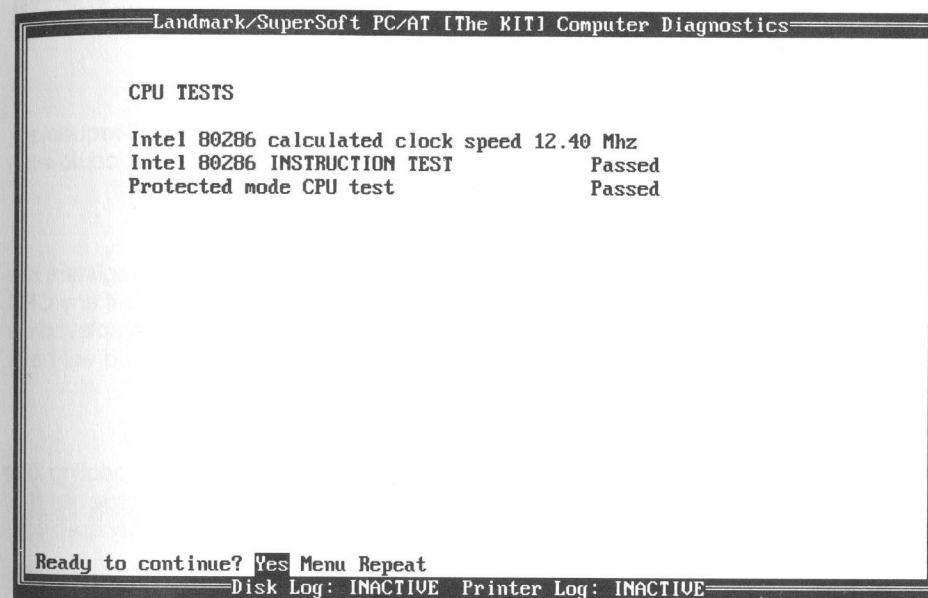 Landmark/SuperSoft PC/AT [The KIT] Computer Diagnostics
CPU TESTS
Intel 80286 calculated clock speed 12.40 Mhz
Intel 80286 INSTRUCTION TEST Passed
Protected mode CPU test Passed
Ready to continue? Yes Menu Repeat
Disk Log: INACTIVE Printer Log: INACTIVE